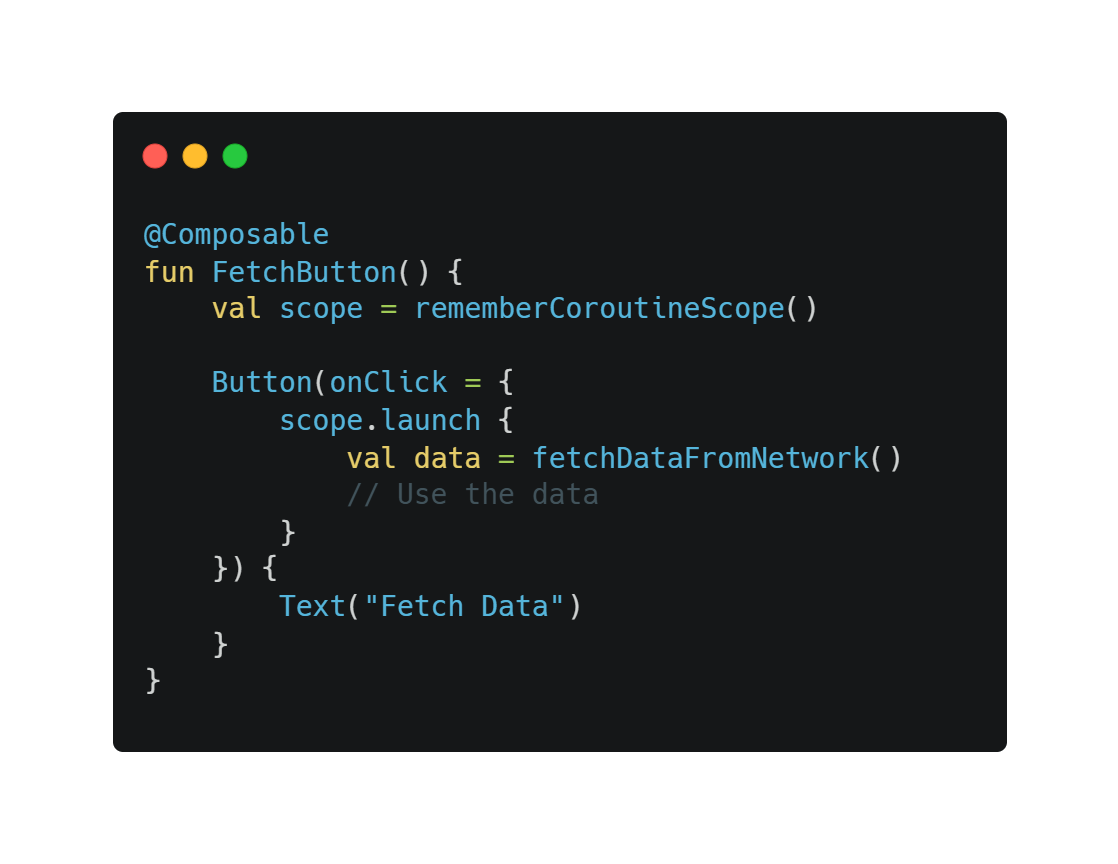 @Composable
fun FetchButton() {
    val scope = rememberCoroutineScope()

    Button(onClick = {
        scope.launch {
            val data = fetchDataFromNetwork()
            // Use the data
        }
    }) {
        Text("Fetch Data")
    }
}